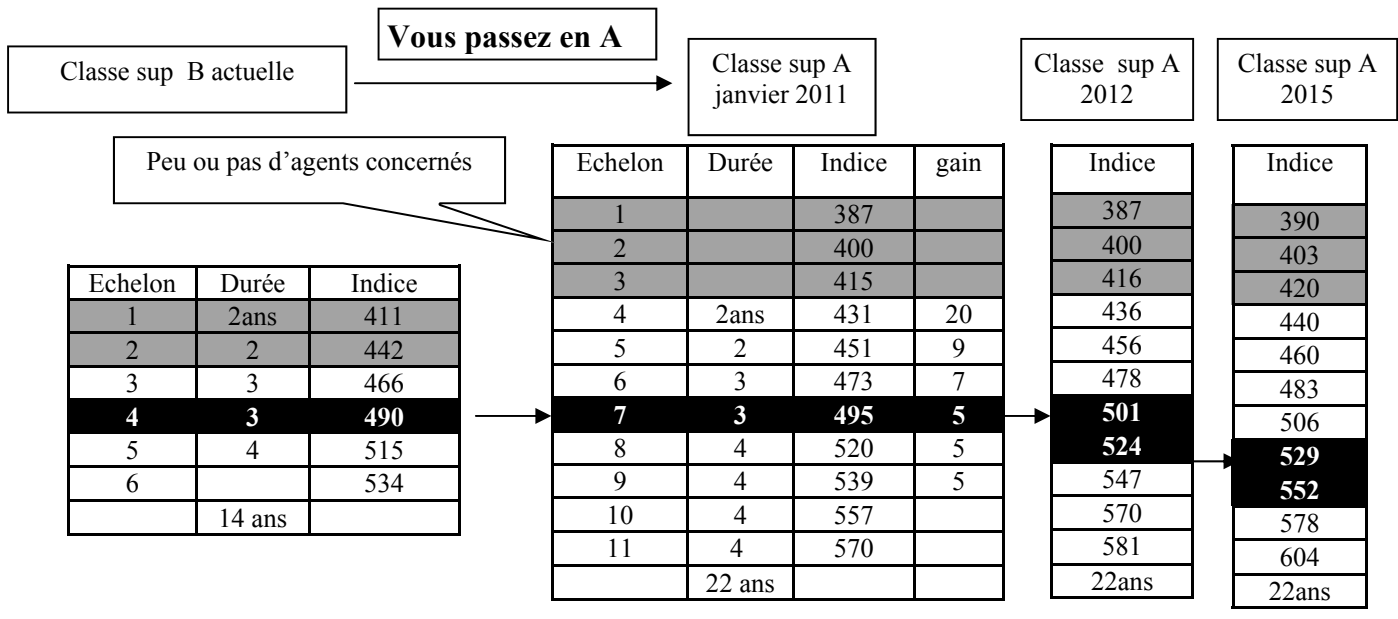 Vous passez en A
Classe sup B actuelle
Classe sup A
janvier 2011
Classe sup A
2012
Classe sup A
2015
Peu ou pas d'agents concernés
Echelon Durée Indice
1 2ans 411
2 2 442
3 3 466
4 3 490
5 4 515
6 534
14 ans
Echelon Durée Indice gain
1 387
2 400
3 415
4 2ans 431 20
5 2 451 9
6 3 473 7
7 3 495 5
8 4 520 5
9 4 539 5
10 4 557
11 4 570
22 ans
Indice
387
400
416
436
456
478
501
524
547
570
581
22ans
Indice
390
403
420
440
460
483
506
529
552
578
604
22ans